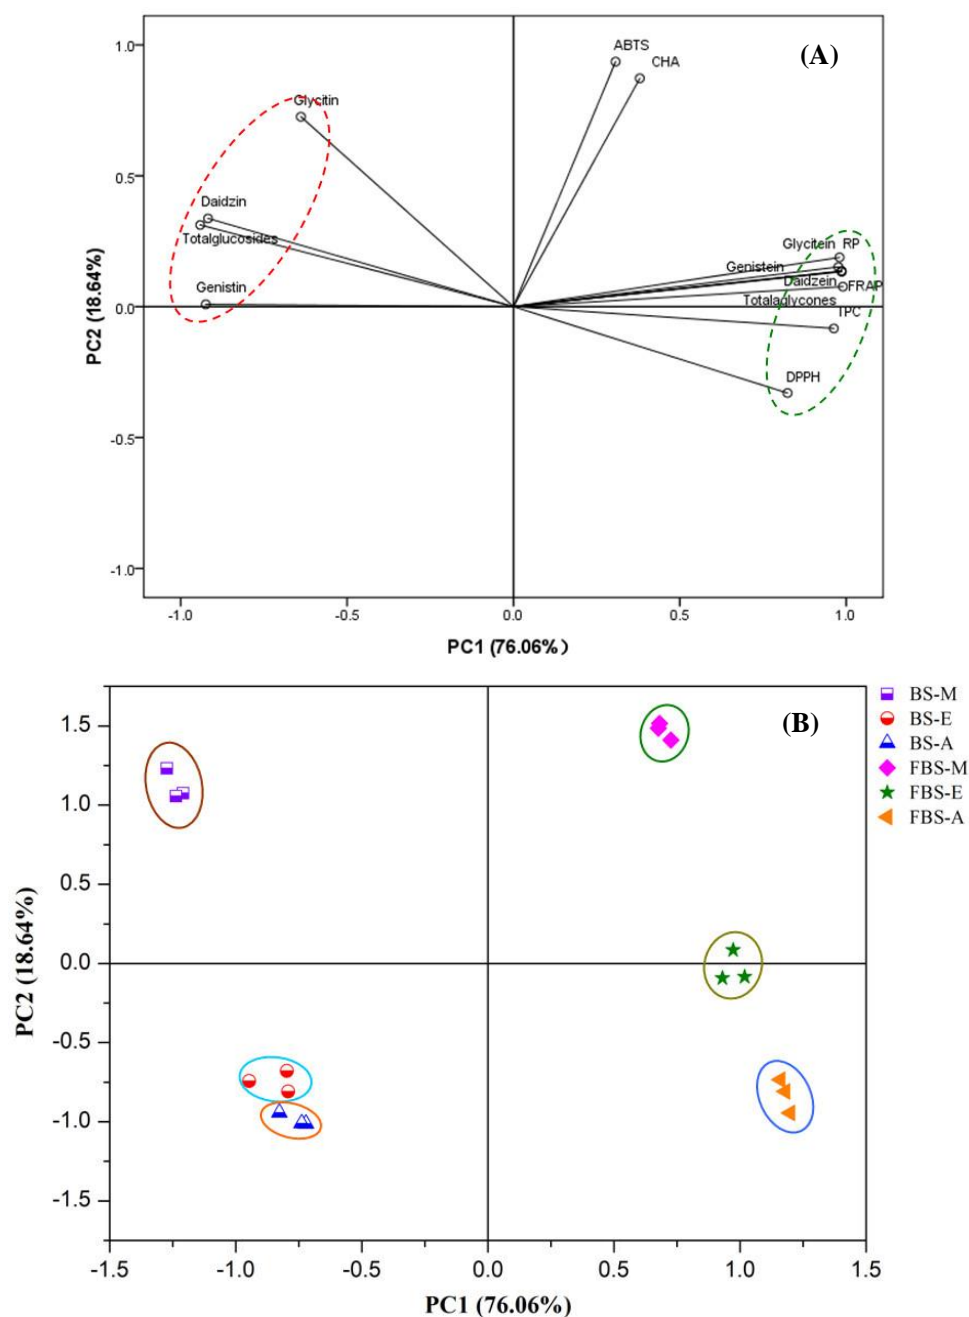 (A)
ABTS
CHA
Glycitin
Daidzin
Totalglucosides
Genistin
Glycitein RP
Genistein
Daidzein
FRAP
Totalaglycones
TPC
DPPH
1.0
0.5
0.0
-0.5
-1.0
PC2 (18.64%)
-1.0 -0.5 0.0 0.5 1.0
PC1 (76.06%）
(B)
BS-M
BS-E
BS-A
FBS-M
FBS-E
FBS-A
1.5
1.0
0.5
0.0
-0.5
-1.0
-1.5
PC2 (18.64%)
-1.5 -1.0 -0.5 0.0 0.5 1.0 1.5
PC1 (76.06%)